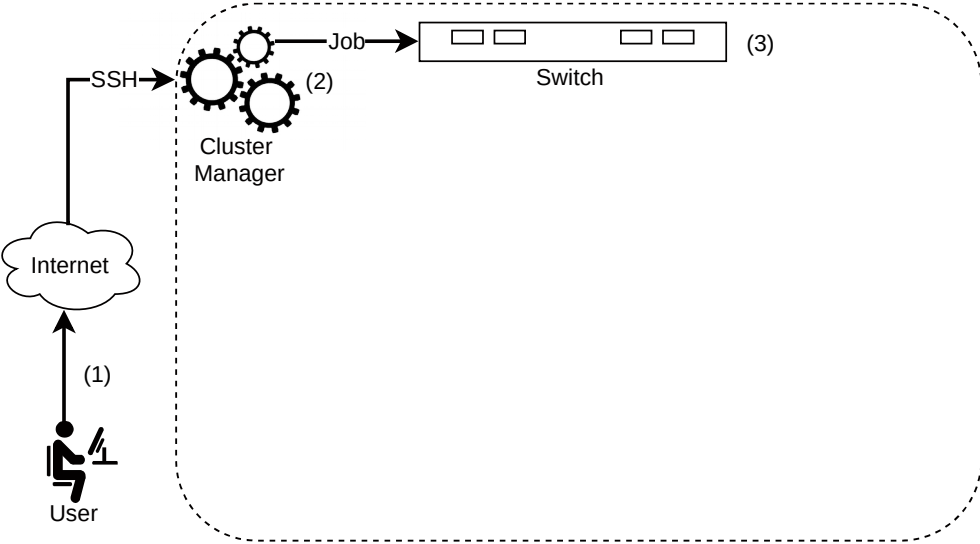 SSH
Job
(3)
Switch
(2)
Cluster
Manager
Internet
(1)
User